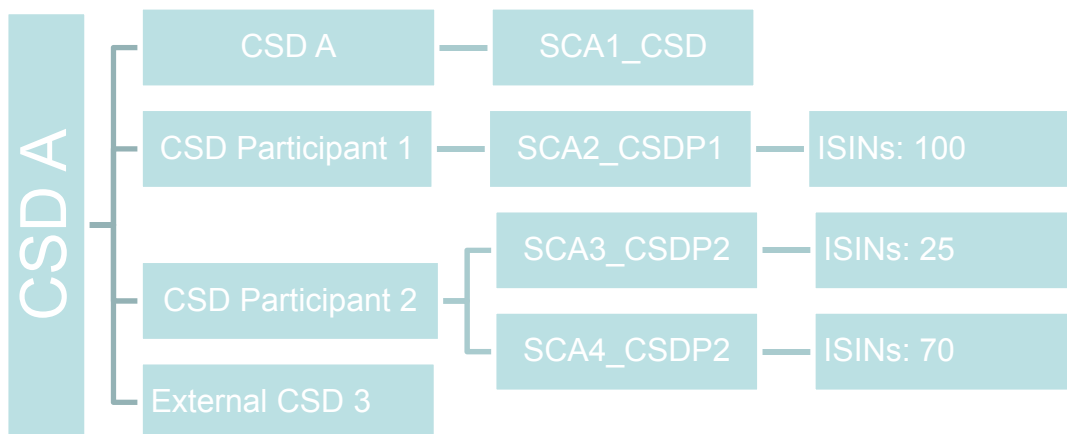 CSD A
CSD A
SCA1_CSD
CSD Participant 1
SCA2_CSDP1
ISINs: 100
CSD Participant 2
SCA3_CSDP2
ISINs: 25
SCA4_CSDP2
ISINs: 70
External CSD 3